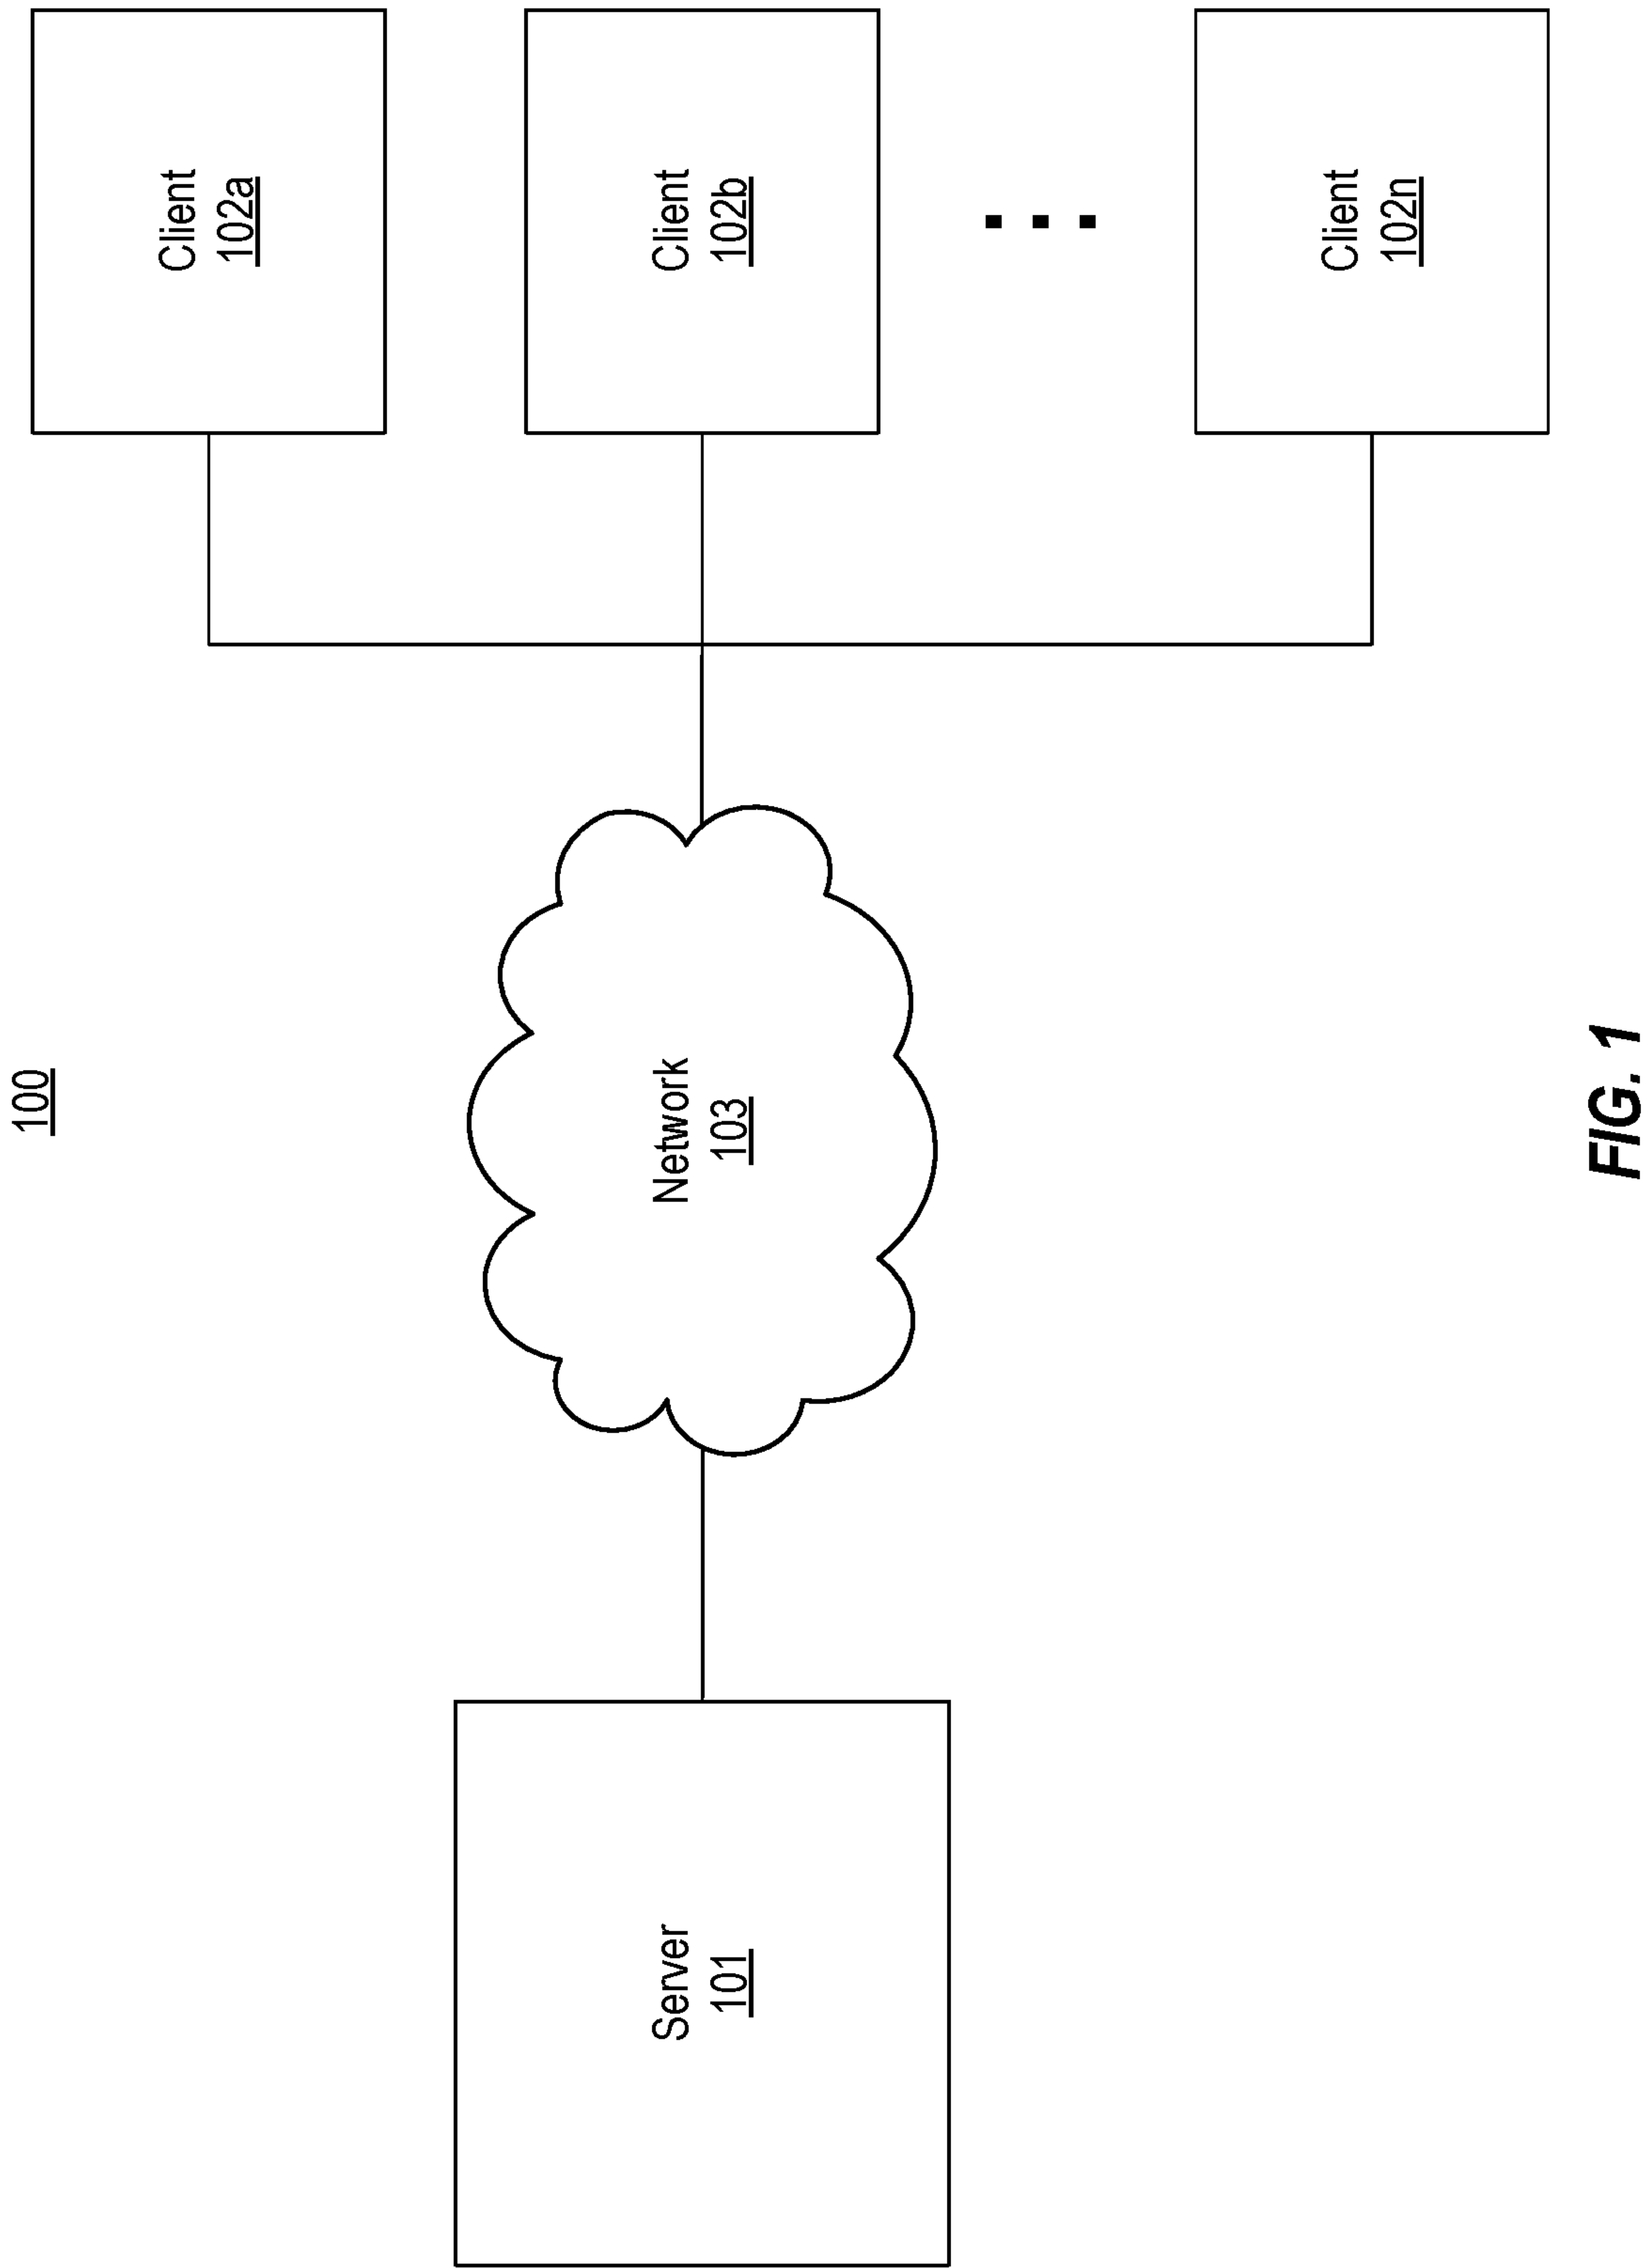 100
Client
102a
Client
102b
Client
102n
Network
103
Server
101
FIG. 1